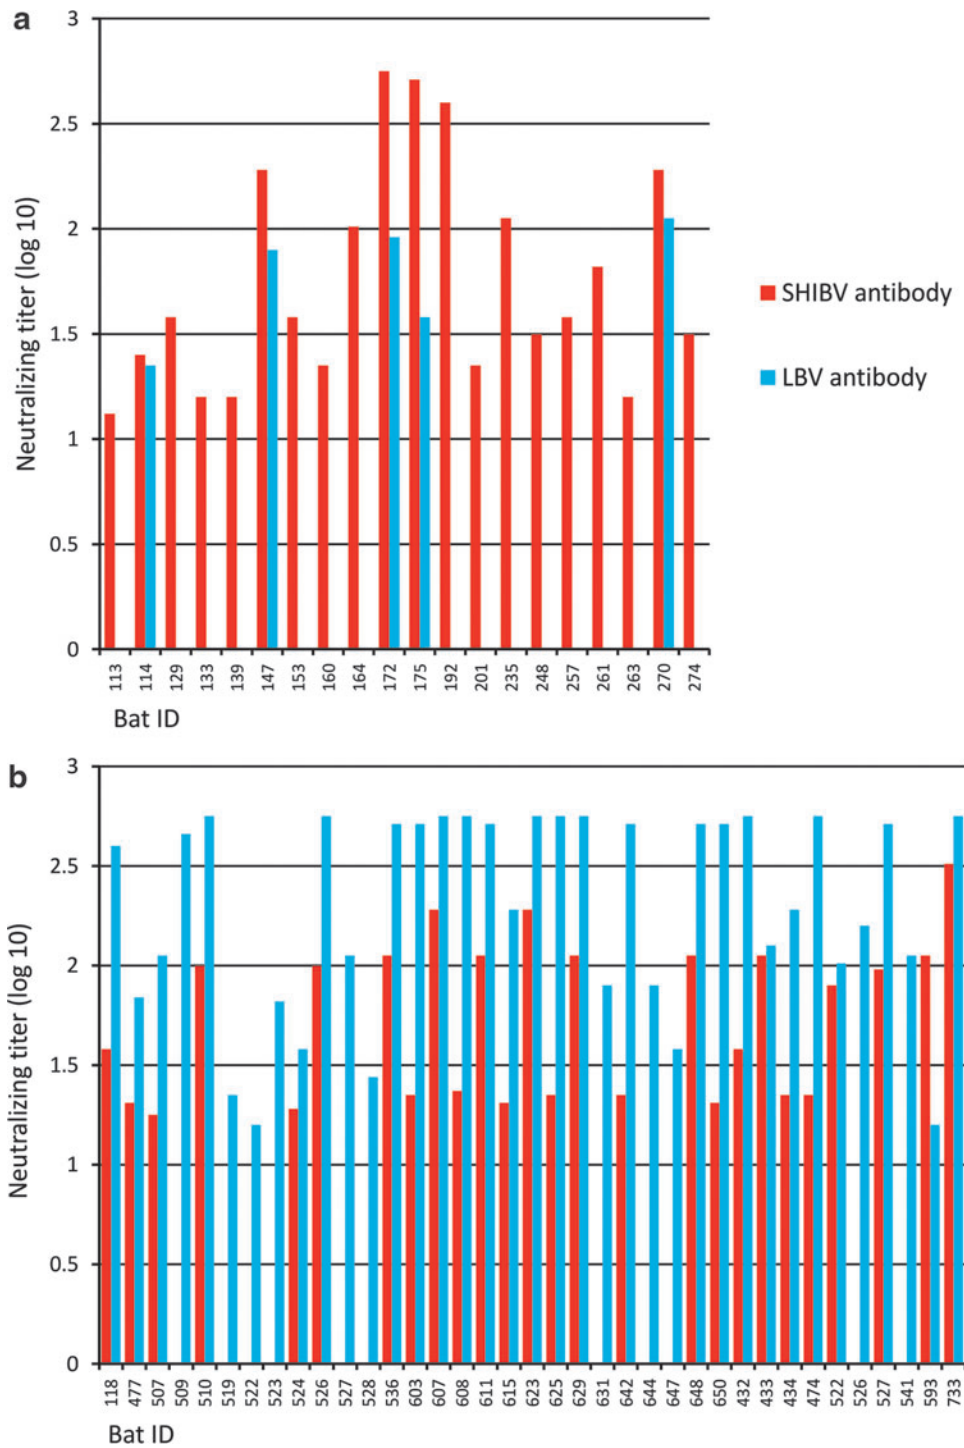 a
3
2.5
2
1.5
1
0.5
0
Neutralizing titer (log 10)
113 114 129 133 139 147 153 160 164 172 175 192 201 235 248 257 261 263 270 274
Bat ID
SHIBV antibody
LBV antibody
b
3
2.5
2
1.5
1
0.5
0
Neutralizing titer (log 10)
118 477 507 509 510 519 522 523 524 526 527 528 536 603 607 608 611 615 623 625 629 631 642 644 647 648 650 432 433 434 474 522 526 527 541 593 733
Bat ID